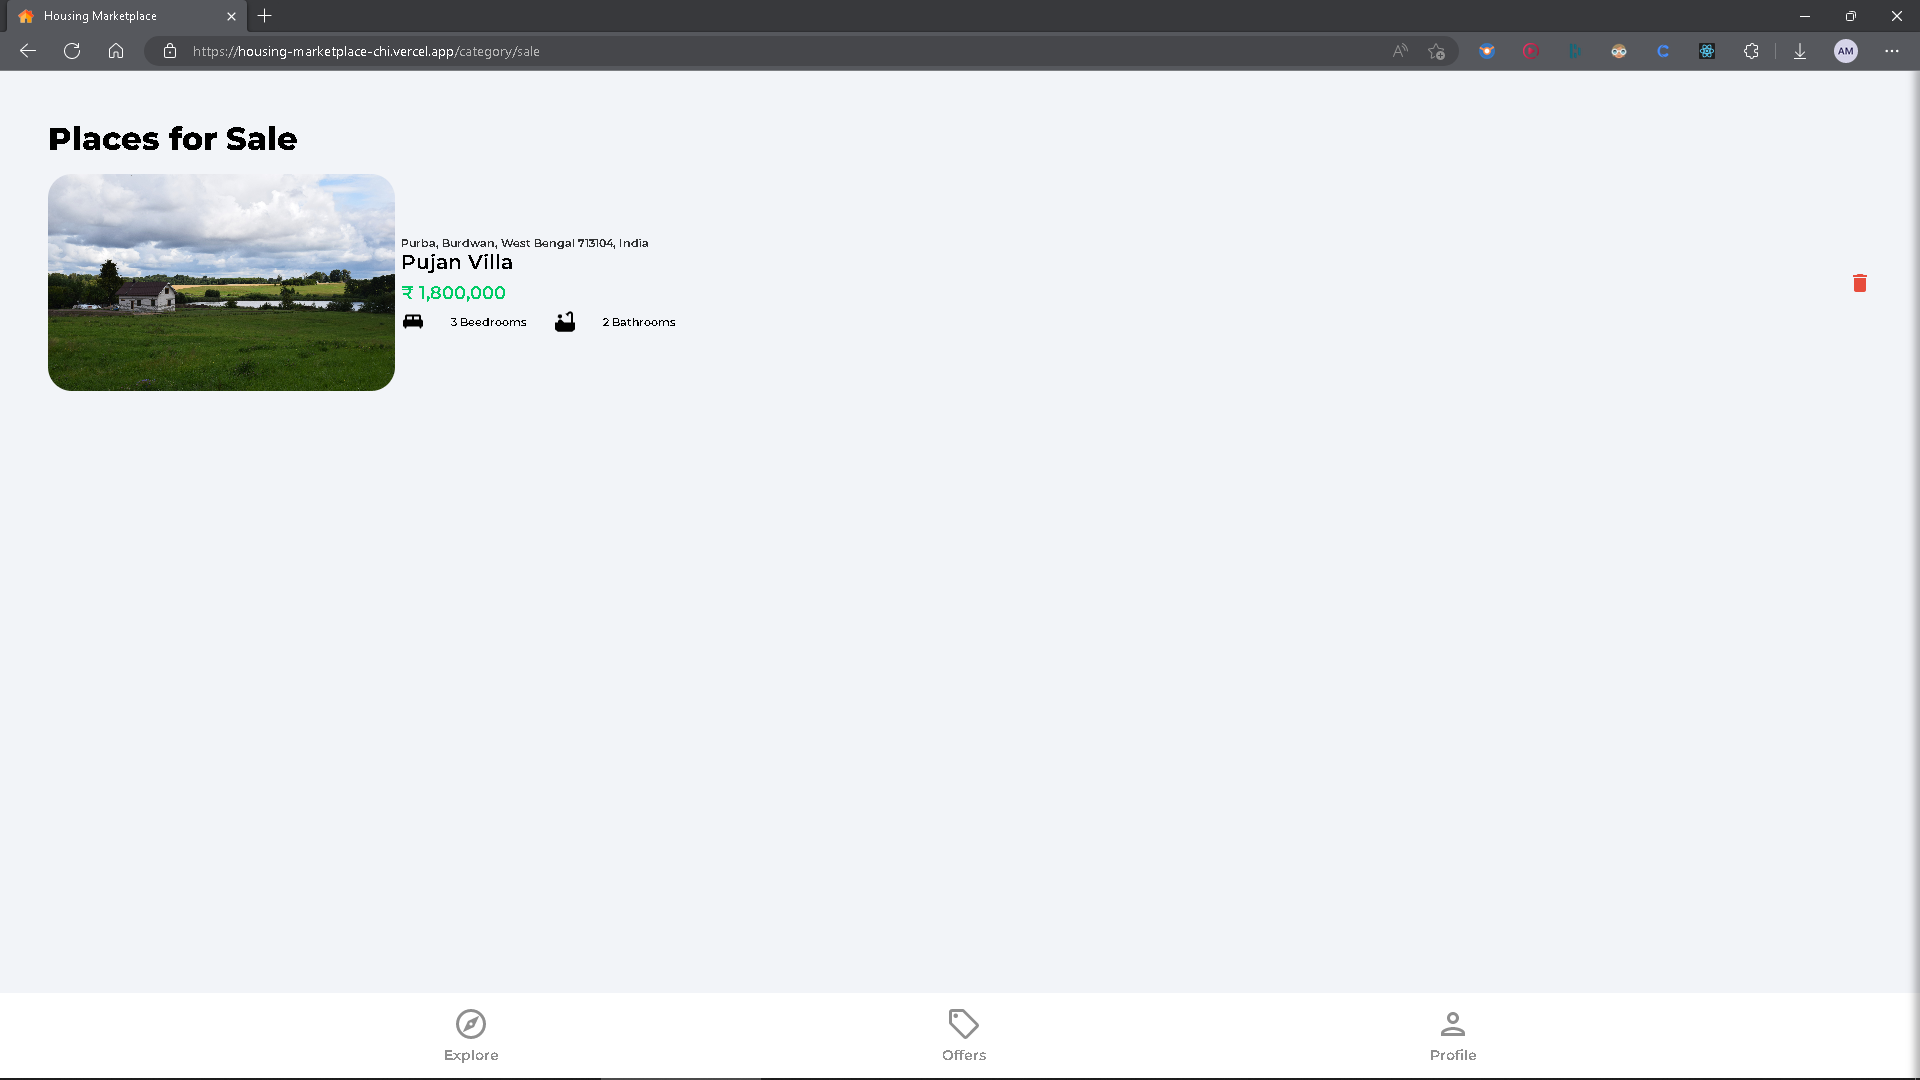 Housing Marketplace
https://housing-marketplace-chi.vercel.app/category/sale
AM
Places for Sale
Purba, Burdwan, West Bengal 713104, India
Pujan Villa
₹ 1,800,000
3 Beedrooms 2 Bathrooms
Explore Offers Profile